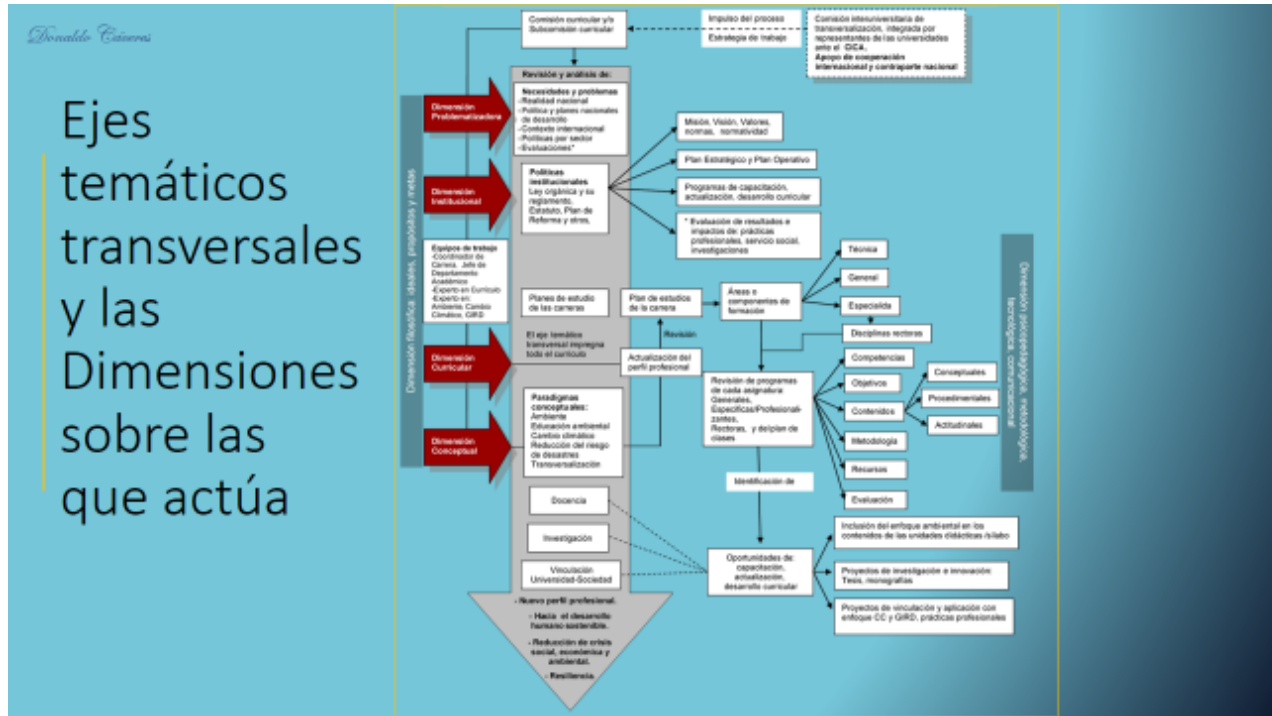 Donaldo Cáceres
Ejes
temáticos
transversales
y las
Dimensiones
sobre las
que actúa
Comisión curricular y/o
Subcomisión curricular
Impulso del proceso
Estrategia de trabajo
Comisión interuniversitaria de
transversalización, integrada por
representantes de las universidades
ante el CICA,
Apoyo de cooperación
internacional y contraparte nacional
Dimensión filosófica ideales, propósitos y metas
Dimensión
Problematizadora
Dimensión
Institucional
Equipos de trabajo
-Coordinador de
Carrera, Jefe de
Departamento
Académico
-Experto en Currículo
-Experto en:
Ambiente, Cambio
Climático, GIRD
Dimensión
Curricular
Dimensión
Conceptual
Revisión y análisis de:
Necesidades y problemas
-Realidad nacional
-Política y planes nacionales
de desarrollo
-Contexto internacional
-Políticas por sector
-Evaluaciones*
Políticas
institucionales
Ley orgánica y su
reglamento,
Estatuto, Plan de
Reforma y otros,
Planes de estudio
de las carreras
El eje temático
transversal impregna
todo el currículo
Paradigmas
conceptuales:
Ambiente
Educación ambiental
Cambio climático
Reducción del riesgo
de desastres
Transversalización
Docencia
Investigación
Vinculación
Universidad-Sociedad
- Nuevo perfil profesional.
- Hacia el desarrollo
humano sostenible.
- Reducción de crisis
social, económica y
ambiental.
- Resiliencia
Misión, Visión, Valores,
normas, normatividad
Plan Estratégico y Plan Operativo
Programas de capacitación,
actualización, desarrollo curricular
* Evaluación de resultados e
impactos de: prácticas
profesionales, servicio social,
investigaciones
Plan de estudios
de la carrera
Revisión
Actualización del
perfil profesional
Áreas o
componentes de
formación
Técnica
General
Especialida
Disciplinas rectoras
Revisión de programas
de cada asignatura:
Generales,
Específicas/Profesionali-
zantes,
Rectoras, y del plan de
clases
Competencias
Objetivos
Contenidos
Metodología
Recursos
Evaluación
Conceptuales
Procedimentales
Actitudinales
Identificación de
Oportunidades de:
capacitación,
actualización,
desarrollo curricular
Inclusión del enfoque ambiental en los
contenidos de las unidades didácticas /sílabo
Proyectos de investigación e innovación:
Tesis, monografías
Proyectos de vinculación y aplicación con
enfoque CC y GIRD, prácticas profesionales
Dimensión psicopedagógica, metodológica,
tecnológica, comunicacional